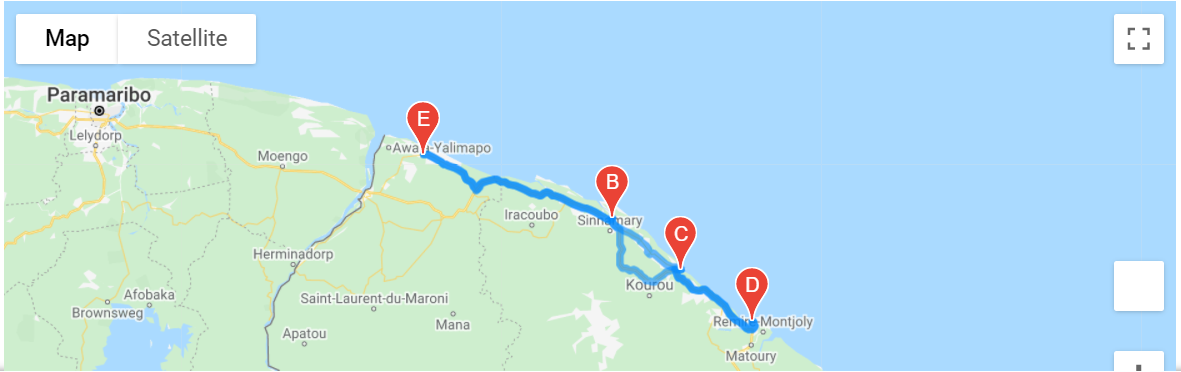 Map
Satellite
Paramaribo
E
Lelydorp
Awala-Yalimapo
Moengo
B
Iracoubo
Sinnamary
C
Herminadorp
D
Kourou
Afobaka
Saint-Laurent-du-Maroni
Brownsweg
Mana
Remire-Montjoly
Apatou
Matoury